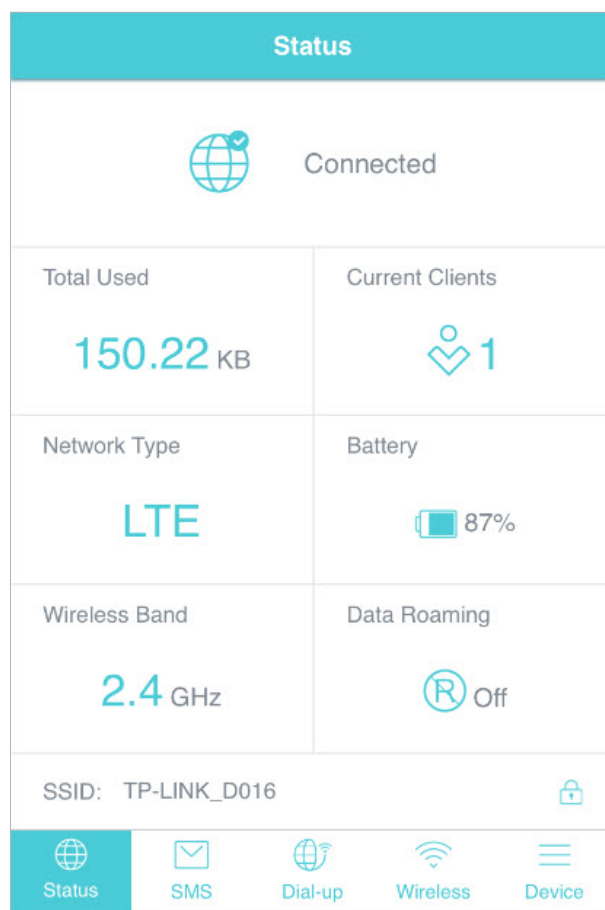 Status
Connected
Total Used
Current Clients
150.22 KB
1
Network Type
Battery
LTE
87%
Wireless Band
Data Roaming
2.4 GHz
R Off
SSID: TP-LINK_D016
Status
SMS
Dial-up
Wireless
Device